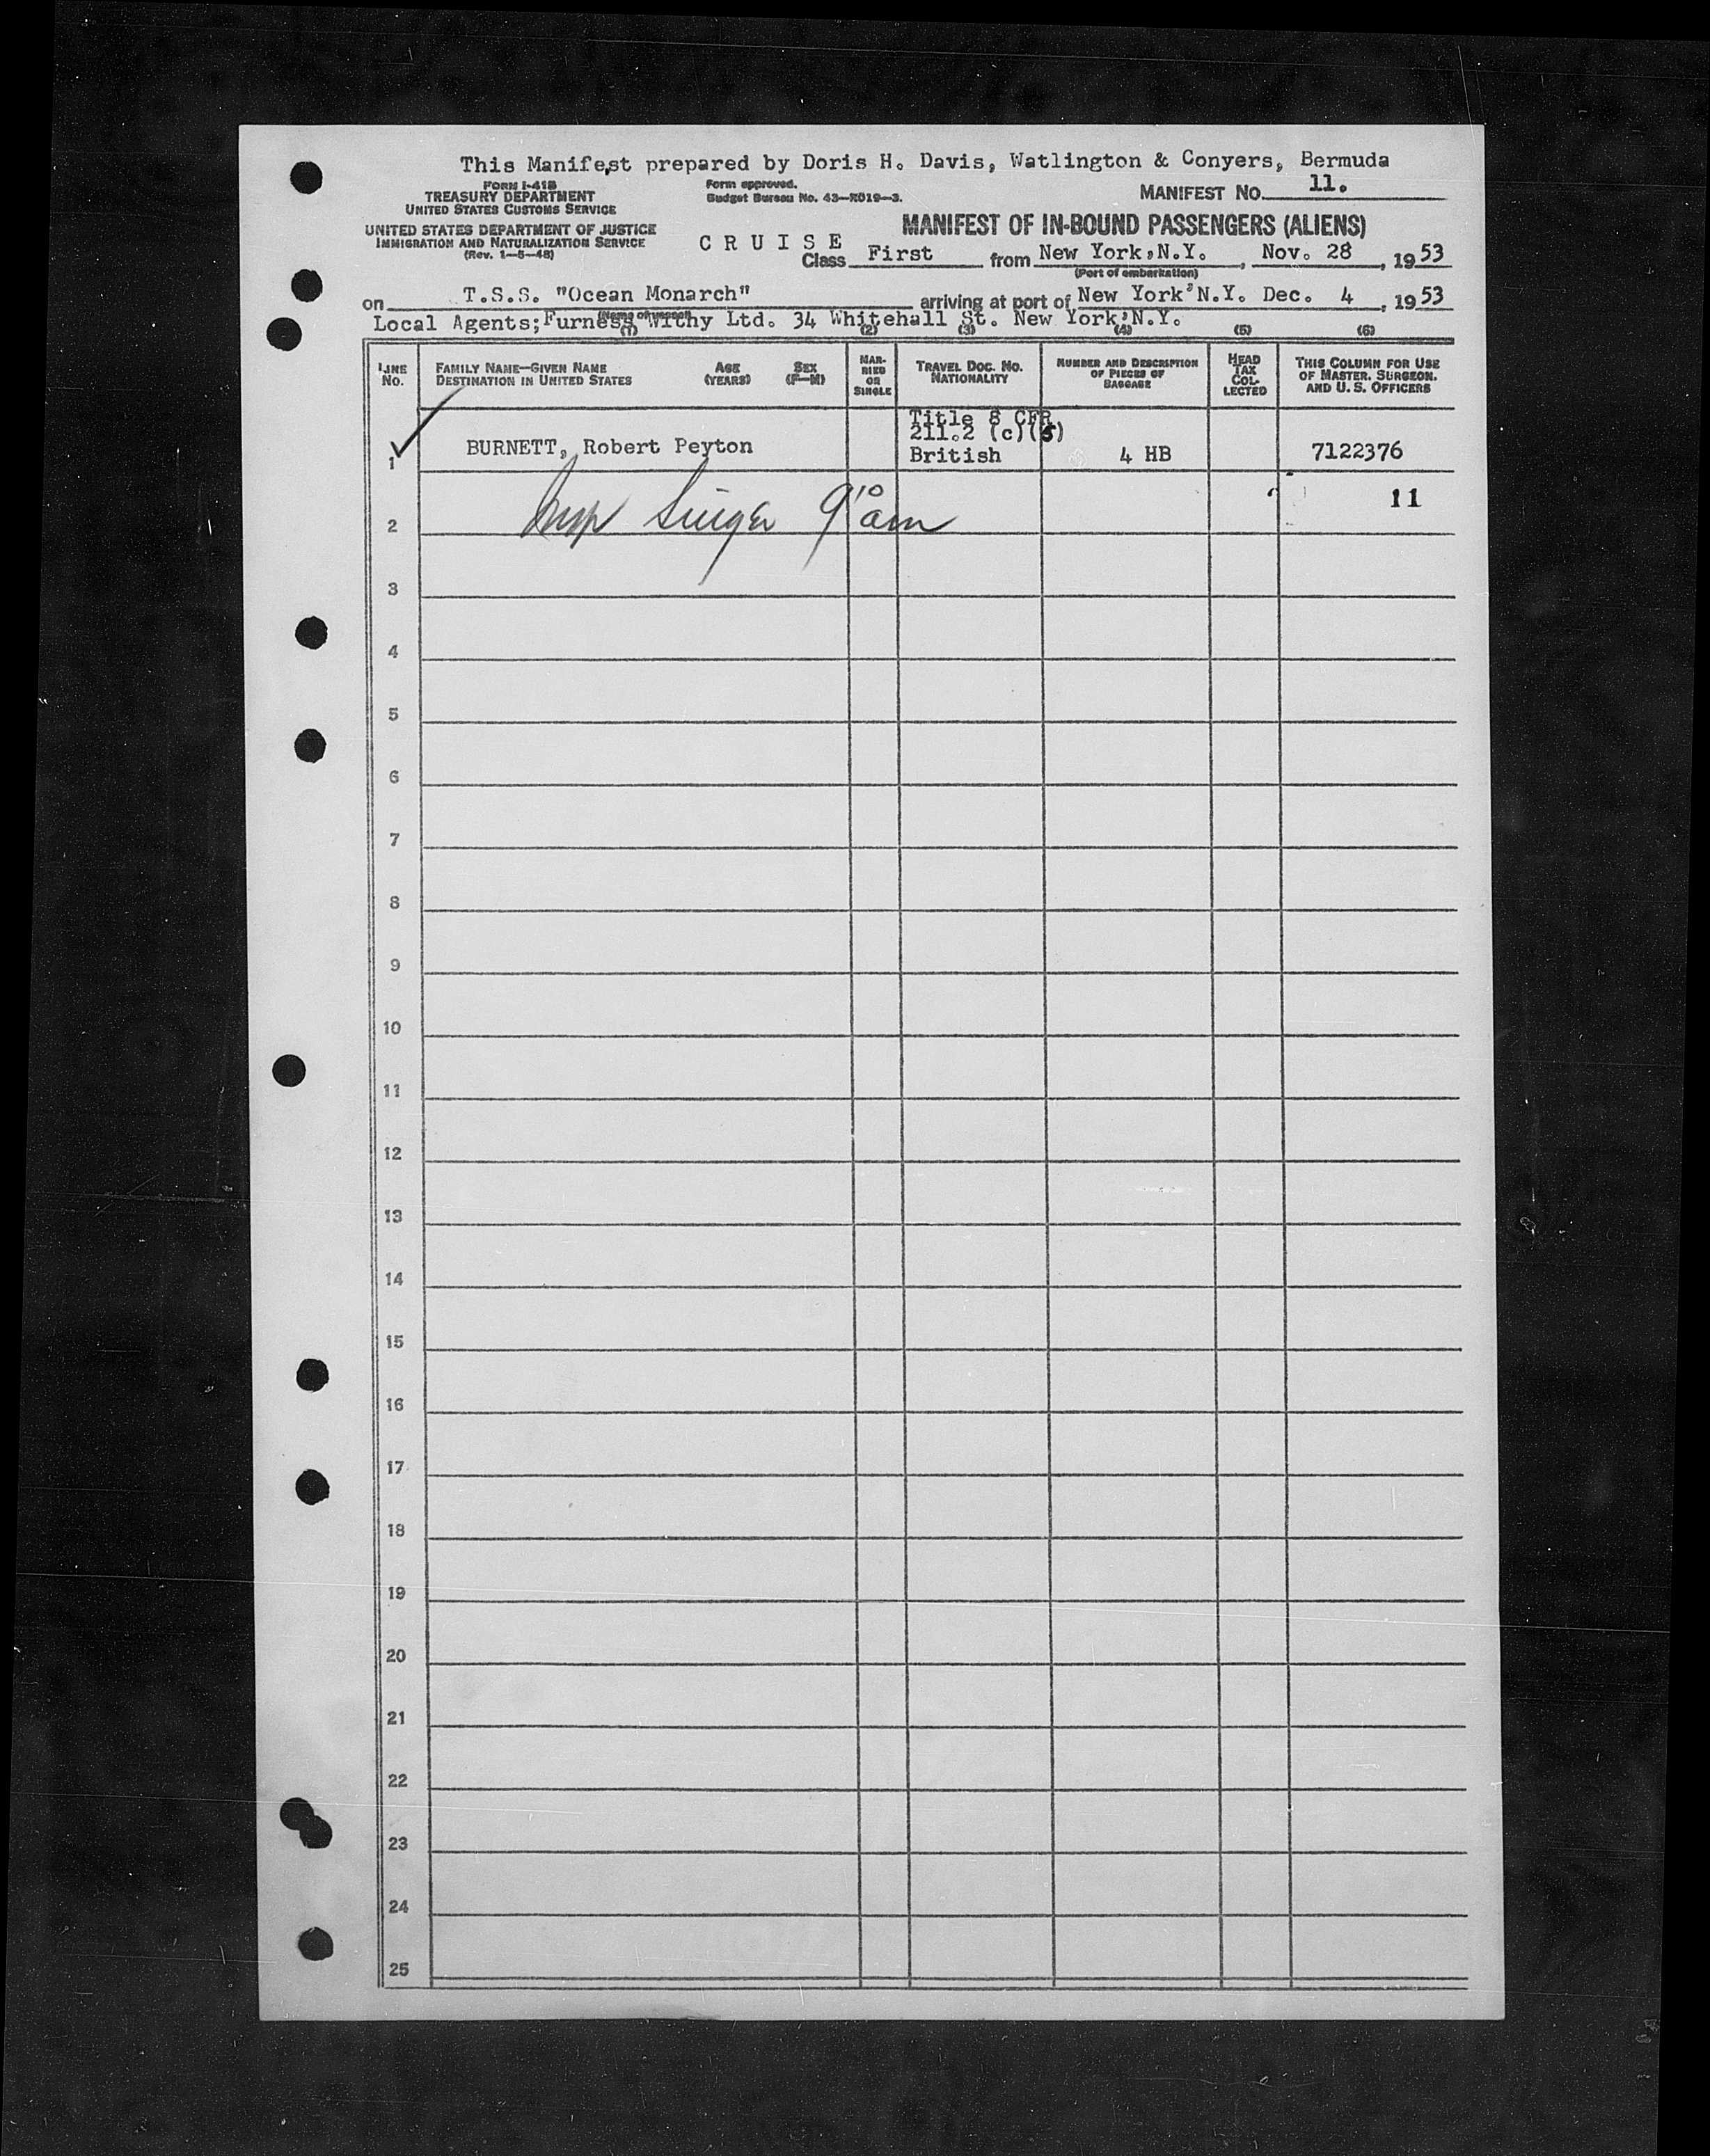 This Manifest prepared by Doris H. Davis, Watlington & Conyers, Bermuda
FORM I-418
TREASURY DEPARTMENT
UNITED STATES CUSTOMS SERVICE
Form approved.
Budget Bureau No. 43—R019—3.
MANIFEST No. 11.
UNITED STATES DEPARTMENT OF JUSTICE
IMMIGRATION AND NATURALIZATION SERVICE
(Rev. 1—5—48)
MANIFEST OF IN-BOUND PASSENGERS (ALIENS)
C R U I S E
Class First from New York, N.Y., Nov. 28, 1953
(Port of embarkation)
on T.S.S. "Ocean Monarch" arriving at port of New York, N.Y. Dec. 4, 1953
(Name of vessel)
Local Agents; Furness Withy Ltd. 34 Whitehall St. New York, N.Y.
(1) (2) (3) (4) (5) (6)
LINE No.
FAMILY NAME—GIVEN NAME
DESTINATION IN UNITED STATES
AGE (YEARS)
SEX (F—M)
MARRIED OR SINGLE
TRAVEL DOC. No. NATIONALITY
NUMBER AND DESCRIPTION OF PIECES OF BAGGAGE
HEAD TAX COLLECTED
THIS COLUMN FOR USE OF MASTER, SURGEON, AND U. S. OFFICERS
Title 8 CFR
211.2 (c)(5)
1 BURNETT, Robert Peyton British 4 HB 7122376
2 Insp Singer 9:10 am 11
3
4
5
6
7
8
9
10
11
12
13
14
15
16
17
18
19
20
21
22
23
24
25